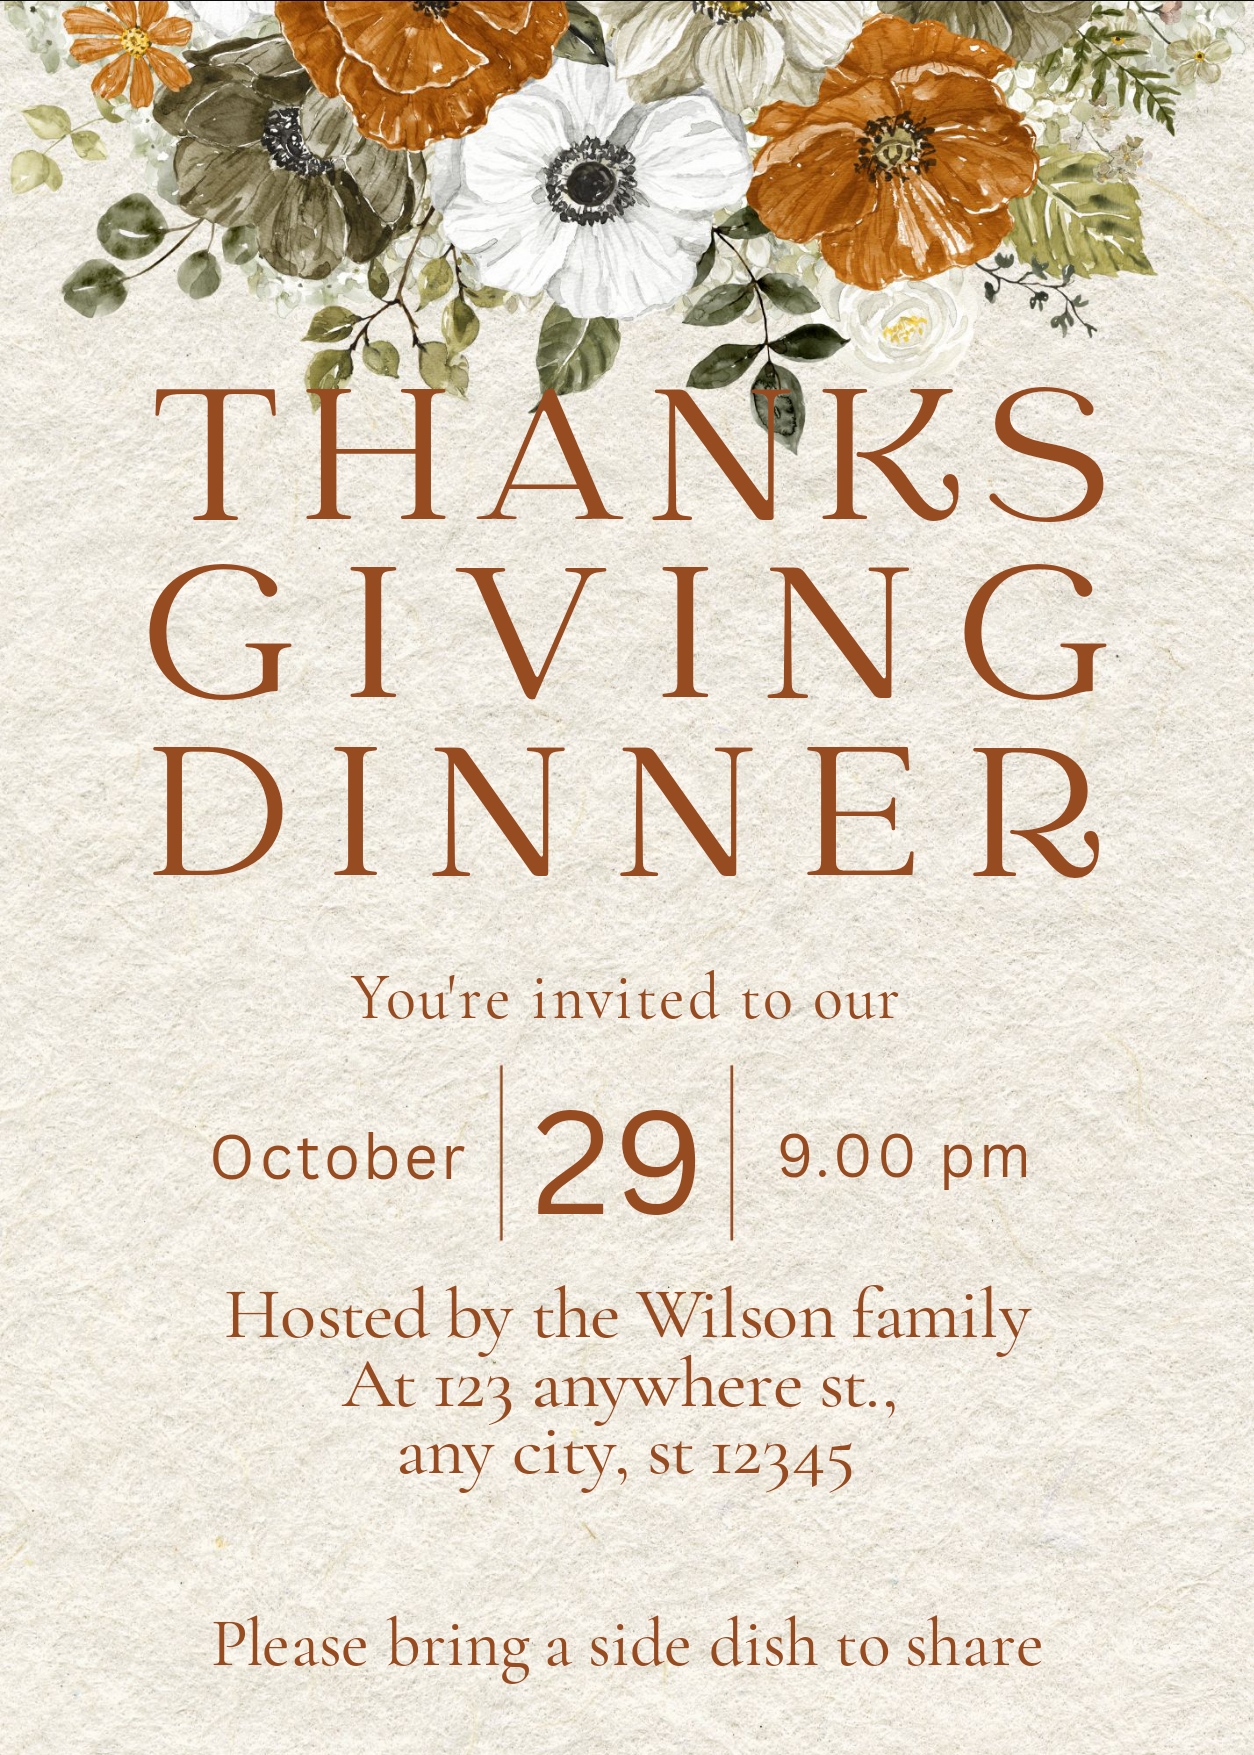 THANKS
GIVING
DINNER
You're invited to our
October 29 9.00 pm
Hosted by the Wilson family
At 123 anywhere st.,
any city, st 12345
Please bring a side dish to share